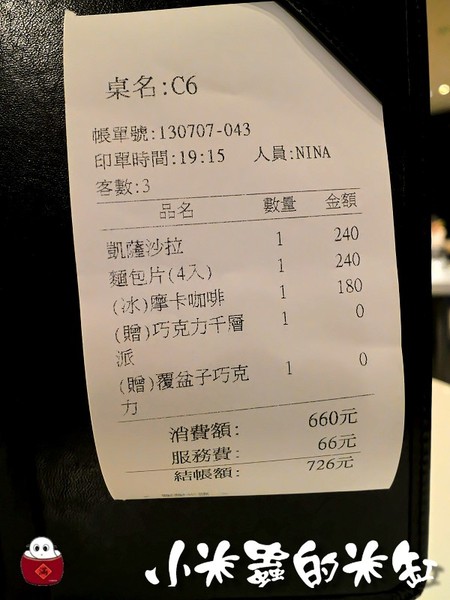 桌名:C6
帳單號:130707-043
印單時間:19:15 人員:NINA
客數:3
品名 數量 金額
凱薩沙拉 1 240
麵包片(4入) 1 240
(冰)摩卡咖啡 1 180
(贈)巧克力千層 1 0
派
(贈)覆盆子巧克 1 0
力
消費額: 660元
服務費: 66元
結帳額: 726元
小米蟲的米缸